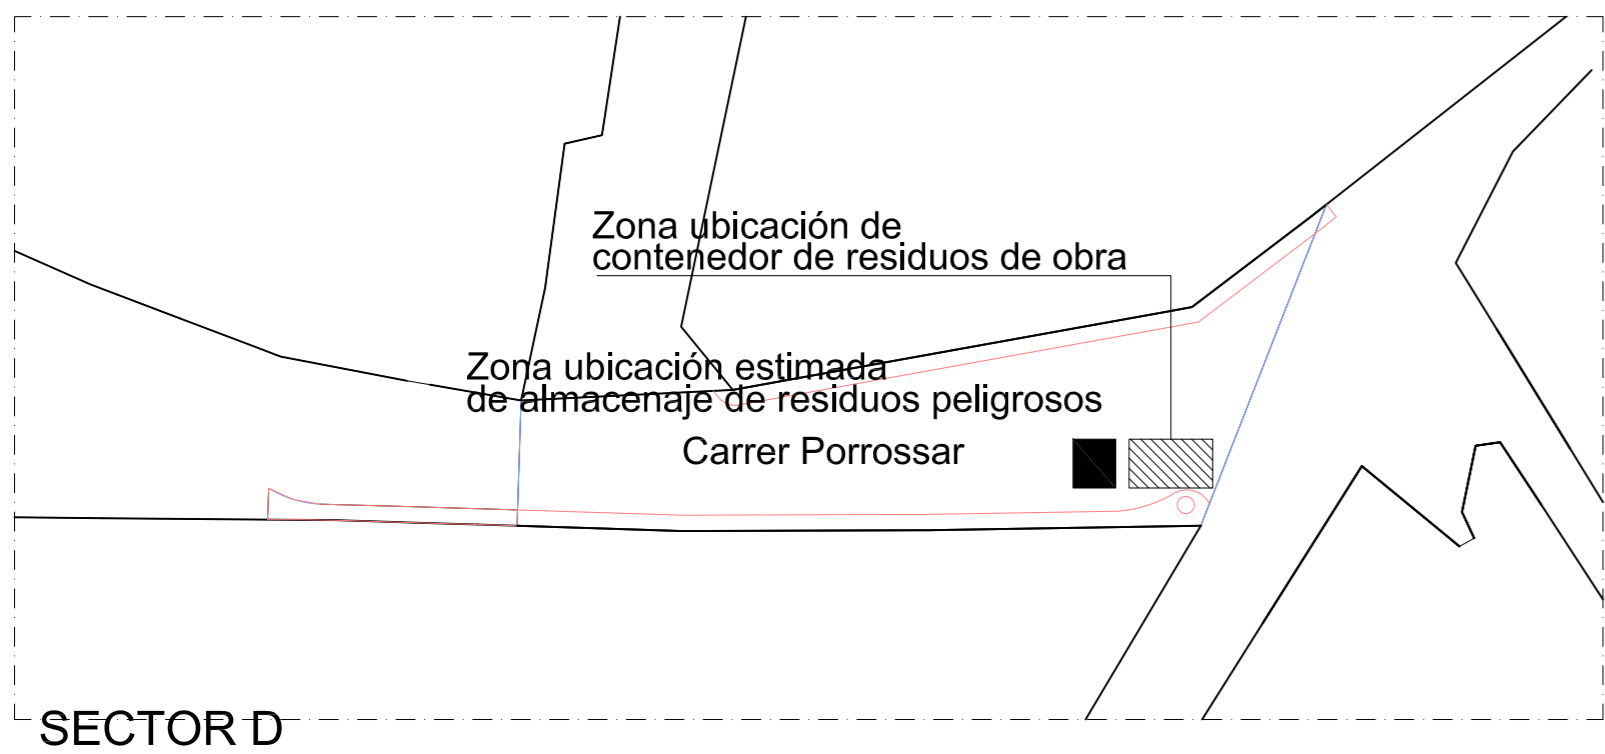 Zona ubicación de
contenedor de residuos de obra
Zona ubicación estimada
de almacenaje de residuos peligrosos
Carrer Porrossar
SECTOR D